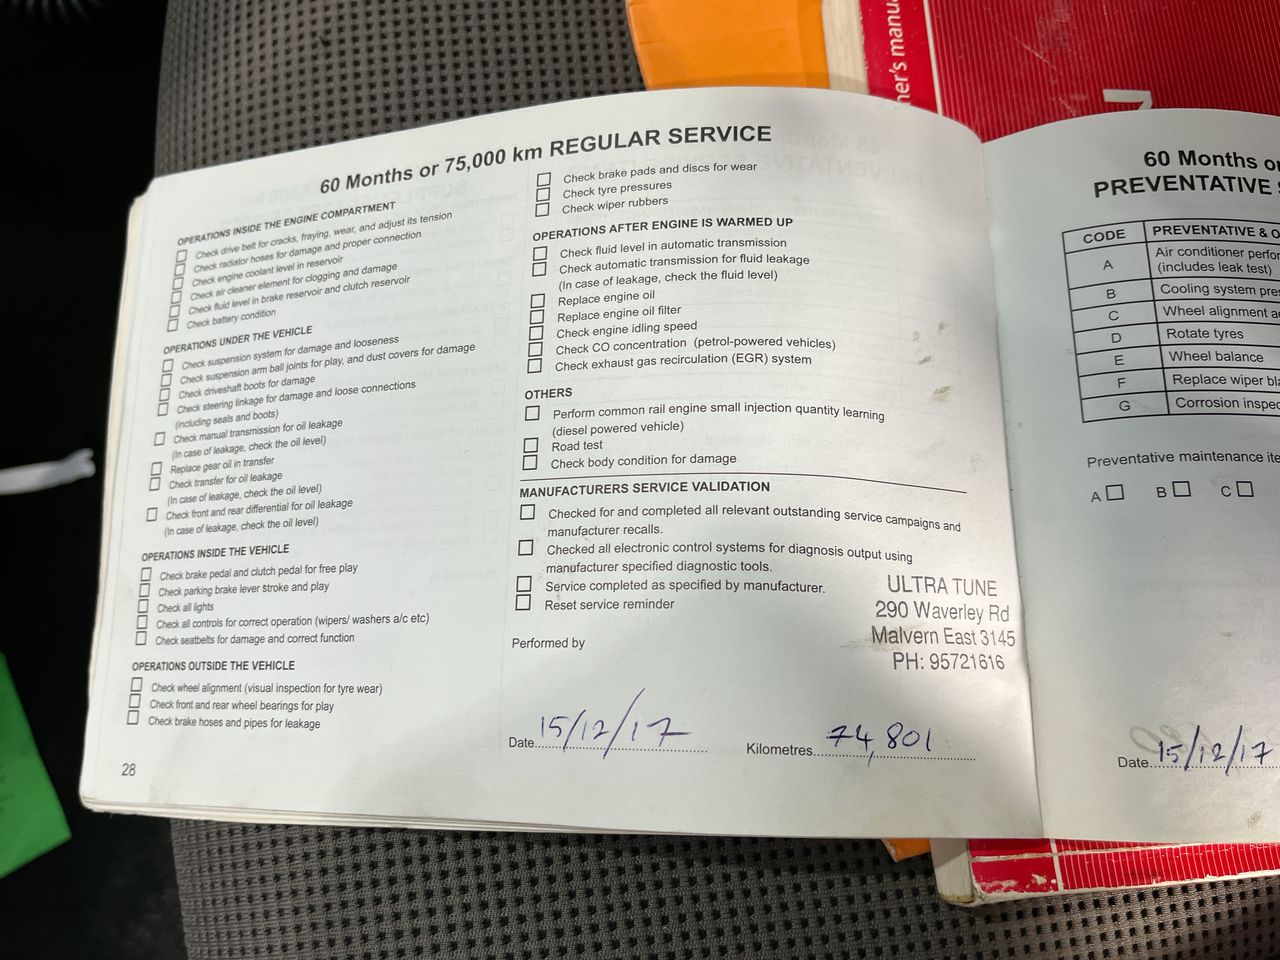 ner's manua
60 Months or 75,000 km REGULAR SERVICE
OPERATIONS INSIDE THE ENGINE COMPARTMENT
Check drive belt for cracks, fraying, wear, and adjust its tension
Check radiator hoses for damage and proper connection
Check engine coolant level in reservoir
Check air cleaner element for clogging and damage
Check fluid level in brake reservoir and clutch reservoir
Check battery condition
OPERATIONS UNDER THE VEHICLE
Check suspension system for damage and looseness
Check suspension arm ball joints for play, and dust covers for damage
Check driveshaft boots for damage
Check steering linkage for damage and loose connections
(including seals and boots)
Check manual transmission for oil leakage
(In case of leakage, check the oil level)
Replace gear oil in transfer
Check transfer for oil leakage
(In case of leakage, check the oil level)
Check front and rear differential for oil leakage
(In case of leakage, check the oil level)
OPERATIONS INSIDE THE VEHICLE
Check brake pedal and clutch pedal for free play
Check parking brake lever stroke and play
Check all lights
Check all controls for correct operation (wipers/ washers a/c etc)
Check seatbelts for damage and correct function
OPERATIONS OUTSIDE THE VEHICLE
Check wheel alignment (visual inspection for tyre wear)
Check front and rear wheel bearings for play
Check brake hoses and pipes for leakage
28
Check brake pads and discs for wear
Check tyre pressures
Check wiper rubbers
OPERATIONS AFTER ENGINE IS WARMED UP
Check fluid level in automatic transmission
Check automatic transmission for fluid leakage
(In case of leakage, check the fluid level)
Replace engine oil
Replace engine oil filter
Check engine idling speed
Check CO concentration (petrol-powered vehicles)
Check exhaust gas recirculation (EGR) system
OTHERS
Perform common rail engine small injection quantity learning
(diesel powered vehicle)
Road test
Check body condition for damage
MANUFACTURERS SERVICE VALIDATION
Checked for and completed all relevant outstanding service campaigns and
manufacturer recalls.
Checked all electronic control systems for diagnosis output using
manufacturer specified diagnostic tools.
Service completed as specified by manufacturer.
Reset service reminder
Performed by
ULTRA TUNE
290 Waverley Rd
Malvern East 3145
PH: 95721616
Date 15/12/17 Kilometres 74,801
60 Months or
PREVENTATIVE S
CODE PREVENTATIVE & O
A Air conditioner perfor
(includes leak test)
B Cooling system pres
C Wheel alignment ad
D Rotate tyres
E Wheel balance
F Replace wiper bla
G Corrosion inspec
Preventative maintenance ite
A B C
Date 15/12/17